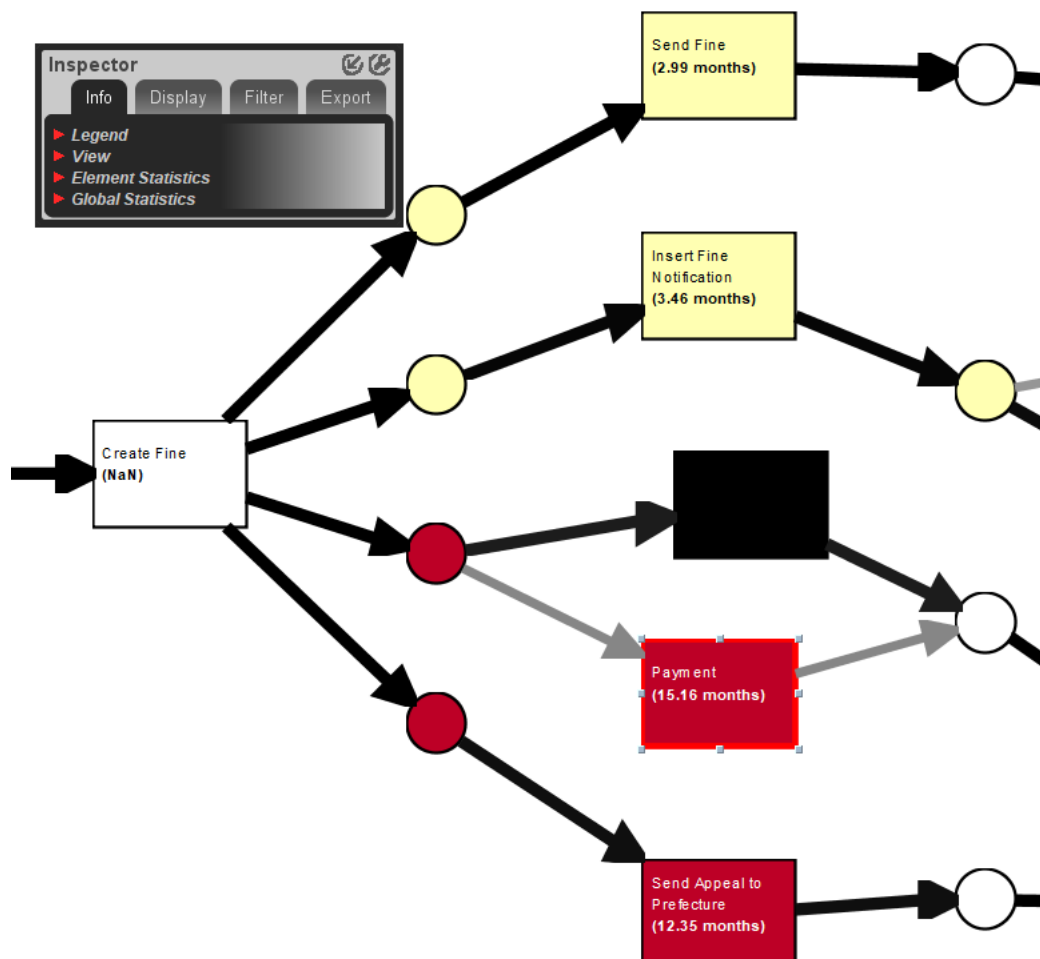 Inspector
Info Display Filter Export
Legend
View
Element Statistics
Global Statistics
Send Fine
(2.99 months)
Insert Fine
Notification
(3.46 months)
Create Fine
(NaN)
Payment
(15.16 months)
Send Appeal to
Prefecture
(12.35 months)